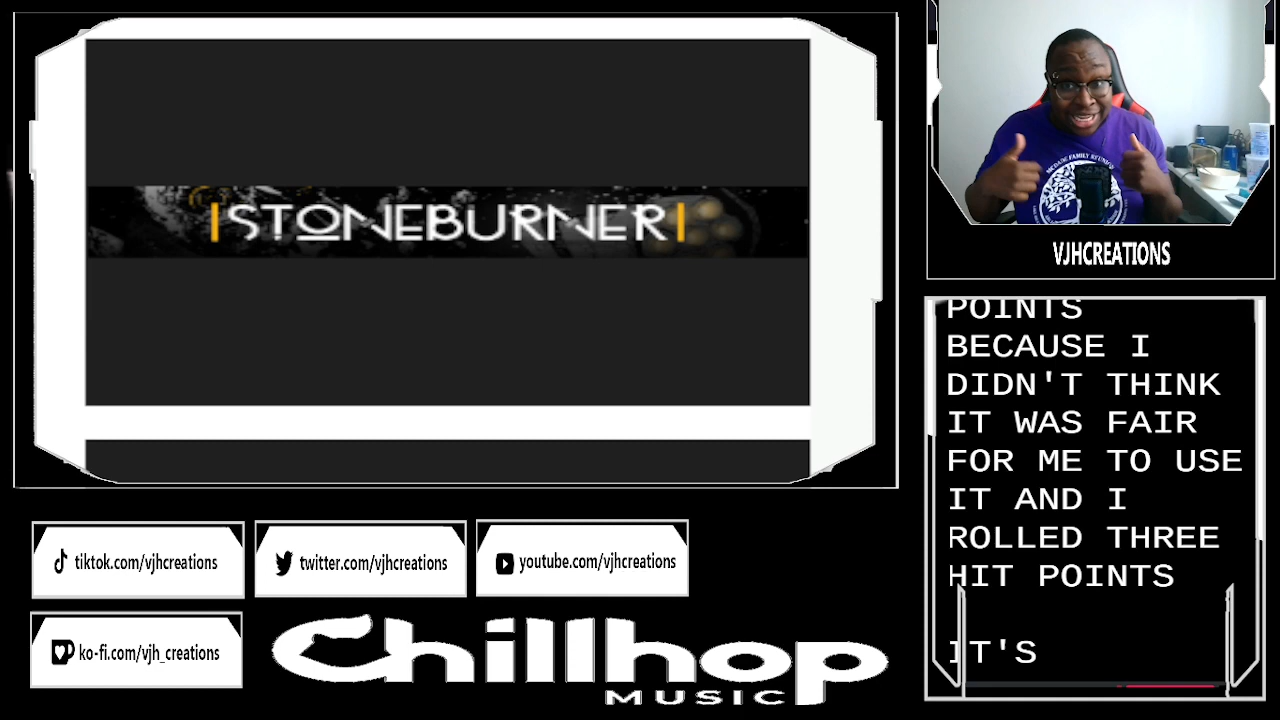 |STONEBURNER|
VJHCREATIONS
POINTS
BECAUSE I
DIDN'T THINK
IT WAS FAIR
FOR ME TO USE
IT AND I
ROLLED THREE
HIT POINTS
IT'S
tiktok.com/vjhcreations
twitter.com/vjhcreations
youtube.com/vjhcreations
ko-fi.com/vjh_creations
Chillhop
MUSIC